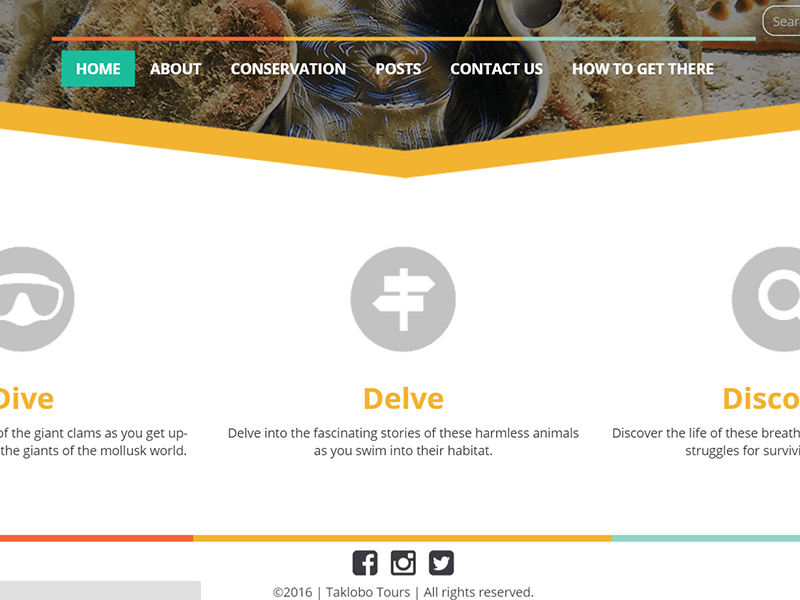 Sear
HOME ABOUT CONSERVATION POSTS CONTACT US HOW TO GET THERE
Dive
of the giant clams as you get up-
the giants of the mollusk world.
Delve
Delve into the fascinating stories of these harmless animals
as you swim into their habitat.
Disco
Discover the life of these breath
struggles for survivi
©2016 | Taklobo Tours | All rights reserved.